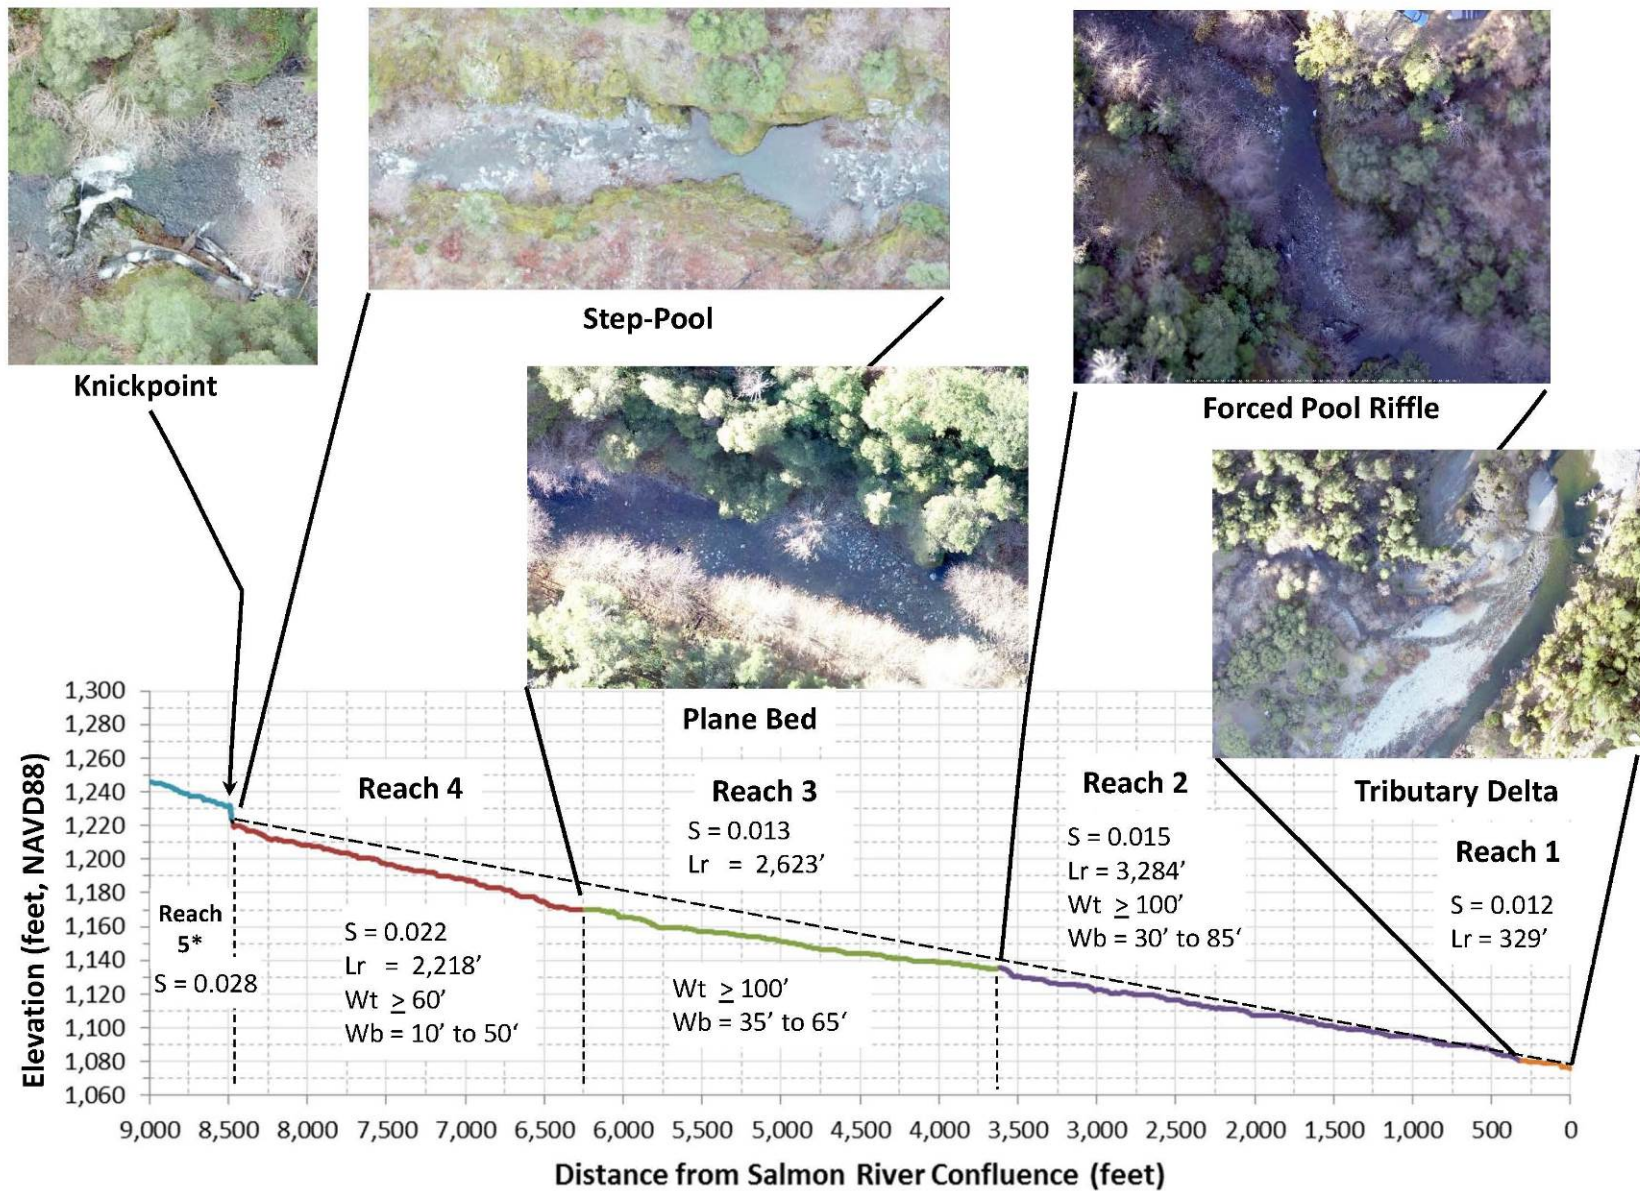 Knickpoint
Step-Pool
Forced Pool Riffle
Plane Bed
Tributary Delta
Reach 4
Reach 3
S = 0.013
Lr = 2,623'
Reach 2
S = 0.015
Lr = 3,284'
Wt ≥ 100'
Wb = 30' to 85‘
Reach 1
S = 0.012
Lr = 329'
Reach
5*
S = 0.028
S = 0.022
Lr = 2,218'
Wt ≥ 60'
Wb = 10' to 50‘
Wt ≥ 100'
Wb = 35' to 65‘
Elevation (feet, NAVD88)
1,300
1,280
1,260
1,240
1,220
1,200
1,180
1,160
1,140
1,120
1,100
1,080
1,060
9,000 8,500 8,000 7,500 7,000 6,500 6,000 5,500 5,000 4,500 4,000 3,500 3,000 2,500 2,000 1,500 1,000 500 0
Distance from Salmon River Confluence (feet)